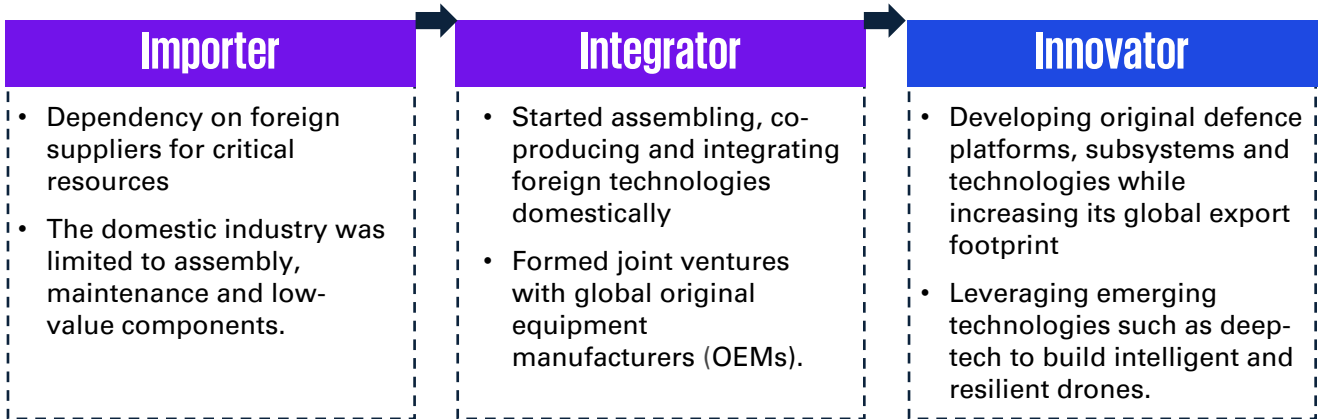 Importer
• Dependency on foreign
suppliers for critical
resources
• The domestic industry was
limited to assembly,
maintenance and low-
value components.
Integrator
• Started assembling, co-
producing and integrating
foreign technologies
domestically
• Formed joint ventures
with global original
equipment
manufacturers (OEMs).
Innovator
• Developing original defence
platforms, subsystems and
technologies while
increasing its global export
footprint
• Leveraging emerging
technologies such as deep-
tech to build intelligent and
resilient drones.